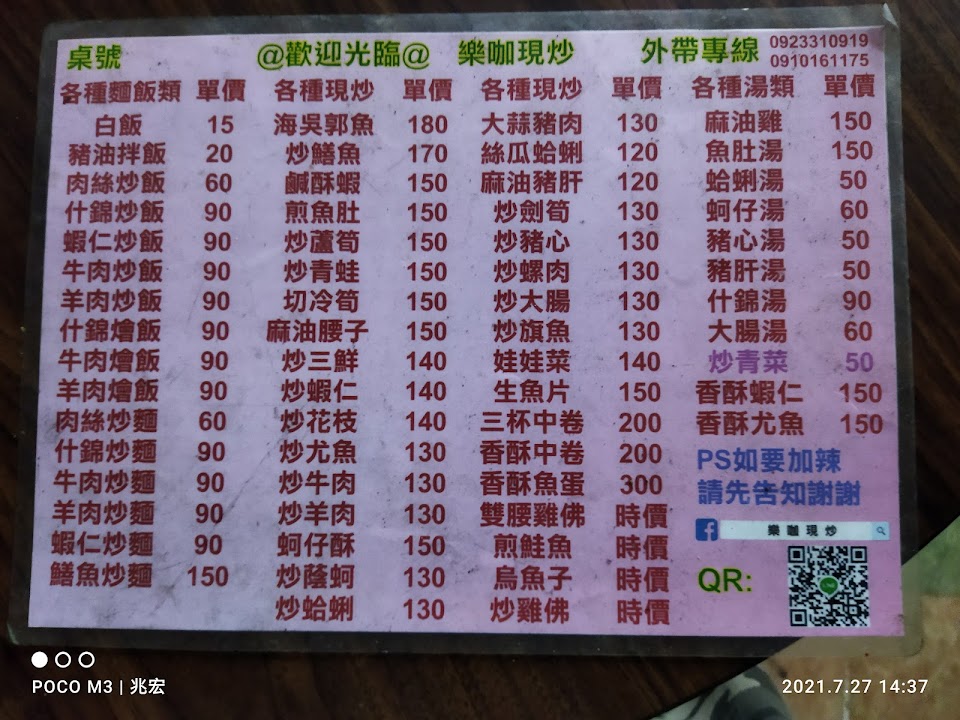 桌號 @歡迎光臨@ 樂咖現炒 外帶專線 0923310919
0910161175
各種麵飯類 單價 各種現炒 單價 各種現炒 單價 各種湯類 單價
白飯 15 海吳郭魚 180 大蒜豬肉 130 麻油雞 150
豬油拌飯 20 炒鱔魚 170 絲瓜蛤蜊 120 魚肚湯 150
肉絲炒飯 60 鹹酥蝦 150 麻油豬肝 120 蛤蜊湯 50
什錦炒飯 90 煎魚肚 150 炒劍筍 130 蚵仔湯 60
蝦仁炒飯 90 炒蘆筍 150 炒豬心 130 豬心湯 50
牛肉炒飯 90 炒青蛙 150 炒螺肉 130 豬肝湯 50
羊肉炒飯 90 切冷筍 150 炒大腸 130 什錦湯 90
什錦燴飯 90 麻油腰子 150 炒旗魚 130 大腸湯 60
牛肉燴飯 90 炒三鮮 140 娃娃菜 140 炒青菜 50
羊肉燴飯 90 炒蝦仁 140 生魚片 150 香酥蝦仁 150
肉絲炒麵 60 炒花枝 140 三杯中卷 200 香酥尤魚 150
什錦炒麵 90 炒尤魚 130 香酥中卷 200 PS如要加辣
牛肉炒麵 90 炒牛肉 130 香酥魚蛋 300 請先告知謝謝
羊肉炒麵 90 炒羊肉 130 雙腰雞佛 時價 樂咖現炒
蝦仁炒麵 90 蚵仔酥 150 煎鮭魚 時價
鱔魚炒麵 150 炒蔭蚵 130 烏魚子 時價 QR:
炒蛤蜊 130 炒雞佛 時價
POCO M3 | 兆宏 2021.7.27 14:37